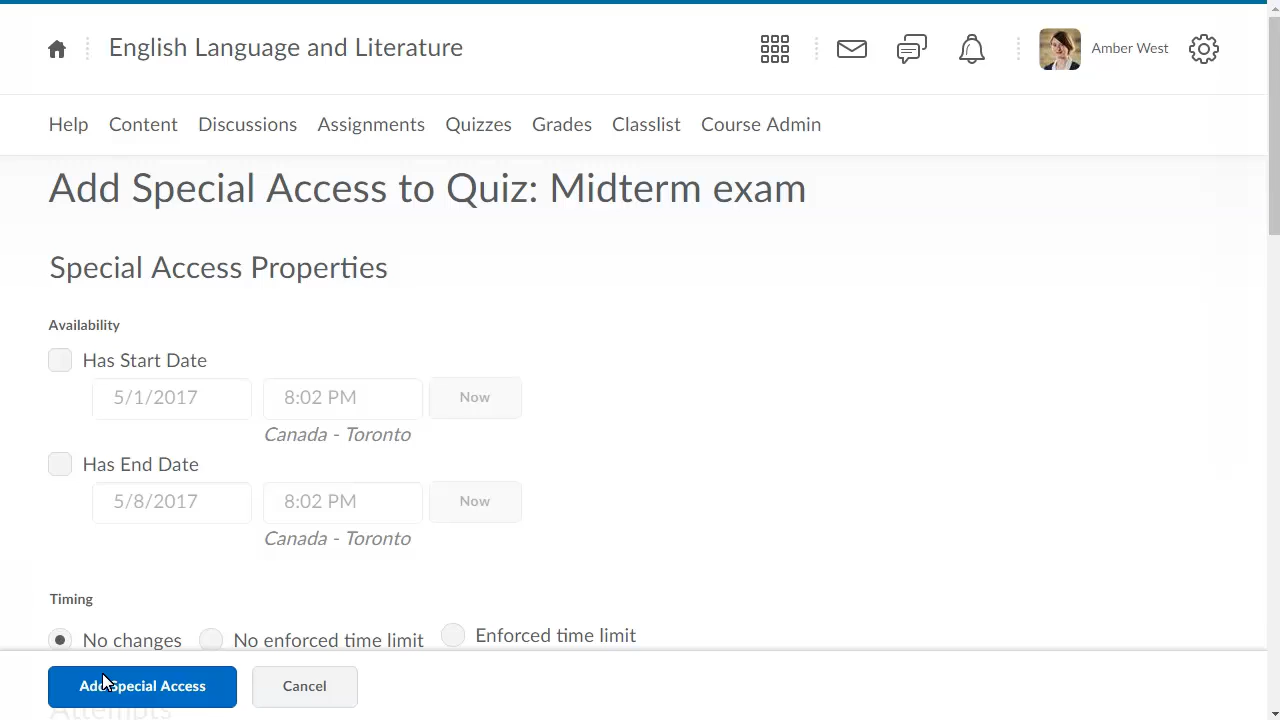 English Language and Literature
Amber West
Help Content Discussions Assignments Quizzes Grades Classlist Course Admin
Add Special Access to Quiz: Midterm exam
Special Access Properties
Availability
Has Start Date
5/1/2017 8:02 PM Now
Canada - Toronto
Has End Date
5/8/2017 8:02 PM Now
Canada - Toronto
Timing
No changes No enforced time limit Enforced time limit
Add Special Access Cancel
Attempts